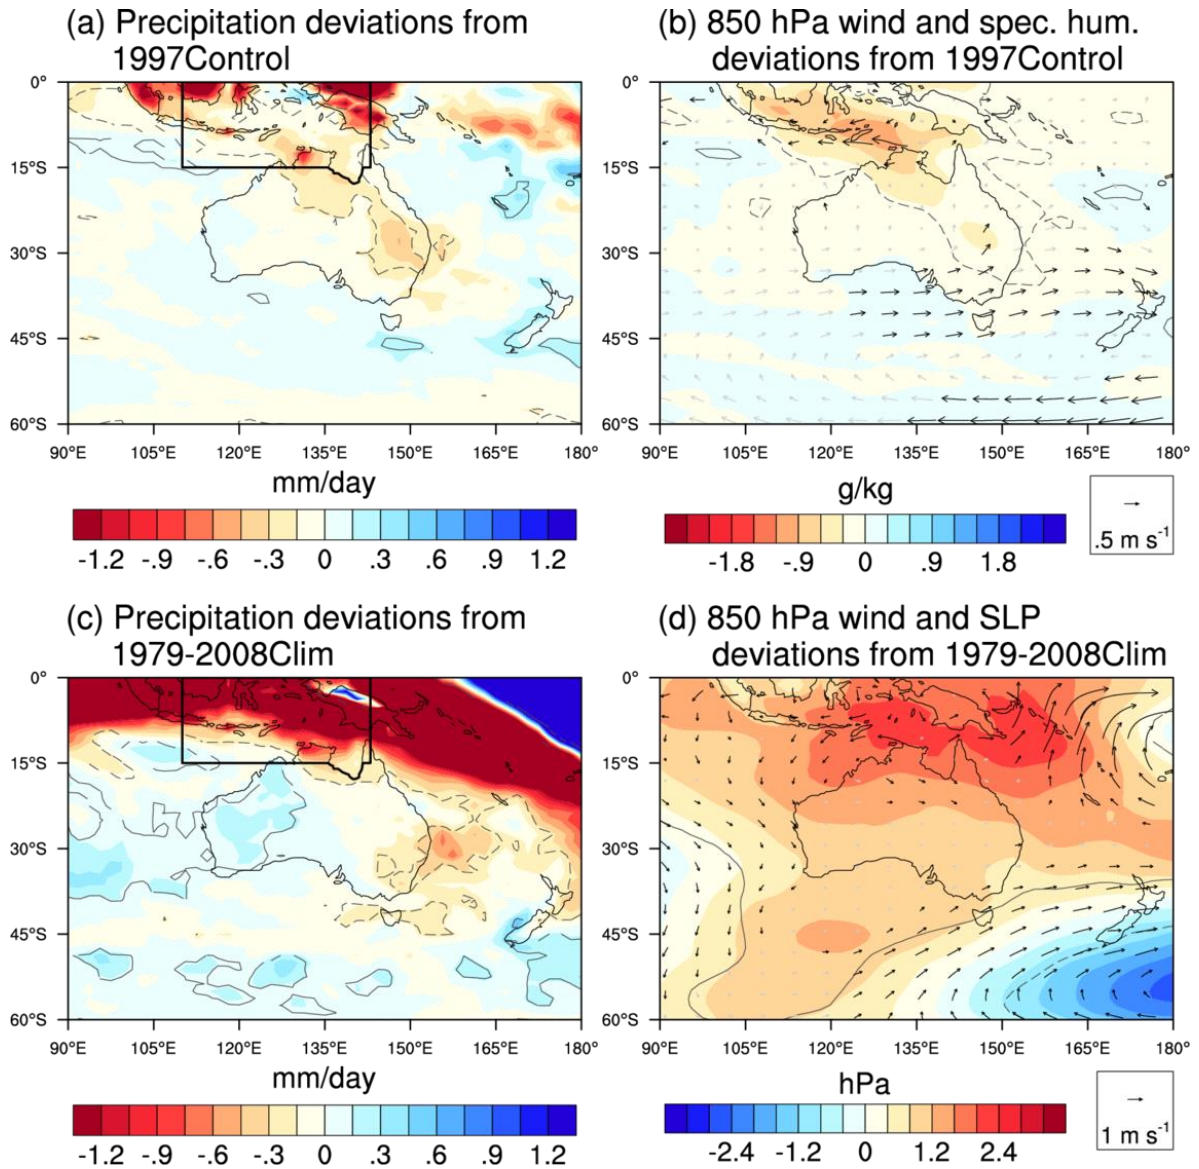 (a) Precipitation deviations from
1997Control
(b) 850 hPa wind and spec. hum.
deviations from 1997Control
0°
15°S
30°S
45°S
60°S
90°E 105°E 120°E 135°E 150°E 165°E 180°
mm/day
-1.2 -.9 -.6 -.3 0 .3 .6 .9 1.2
0°
15°S
30°S
45°S
60°S
90°E 105°E 120°E 135°E 150°E 165°E 180°
g/kg
-1.8 -.9 0 .9 1.8
.5 m s⁻¹
(c) Precipitation deviations from
1979-2008Clim
(d) 850 hPa wind and SLP
deviations from 1979-2008Clim
0°
15°S
30°S
45°S
60°S
90°E 105°E 120°E 135°E 150°E 165°E 180°
mm/day
-1.2 -.9 -.6 -.3 0 .3 .6 .9 1.2
0°
15°S
30°S
45°S
60°S
90°E 105°E 120°E 135°E 150°E 165°E 180°
hPa
-2.4 -1.2 0 1.2 2.4
1 m s⁻¹